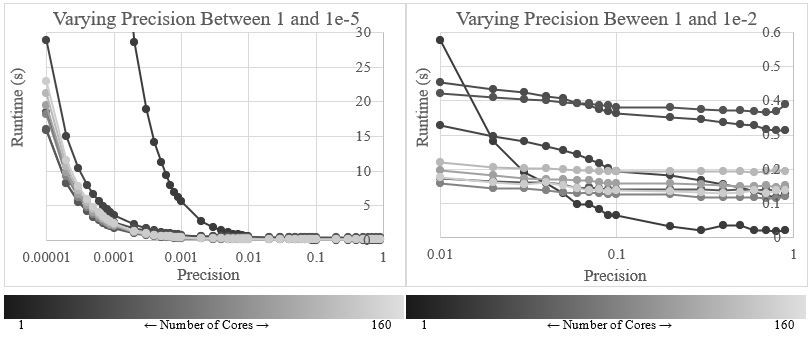 Varying Precision Between 1 and 1e-5
30
25
20
15
10
5
0
Runtime (s)
0.00001 0.0001 0.001 0.01 0.1 1
Precision
1 ← Number of Cores → 160
Varying Precision Beween 1 and 1e-2
0.6
0.5
0.4
0.3
0.2
0.1
0
Runtime (s)
0.01 0.1 1
Precision
1 ← Number of Cores → 160